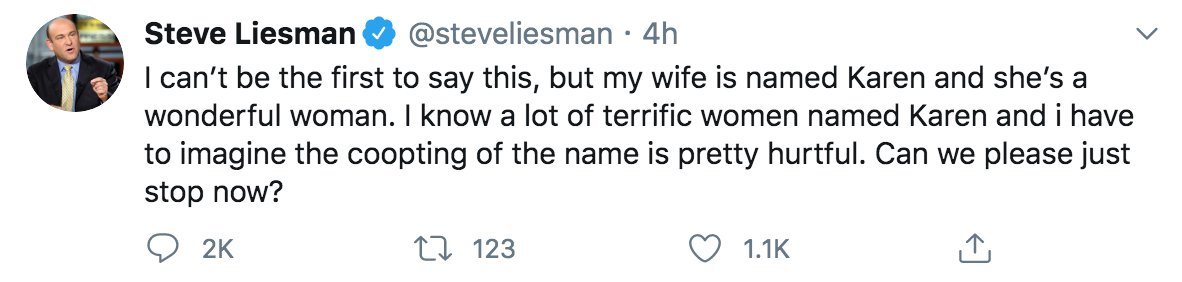 Steve Liesman @steveliesman · 4h
I can’t be the first to say this, but my wife is named Karen and she’s a
wonderful woman. I know a lot of terrific women named Karen and i have
to imagine the coopting of the name is pretty hurtful. Can we please just
stop now?
2K 123 1.1K